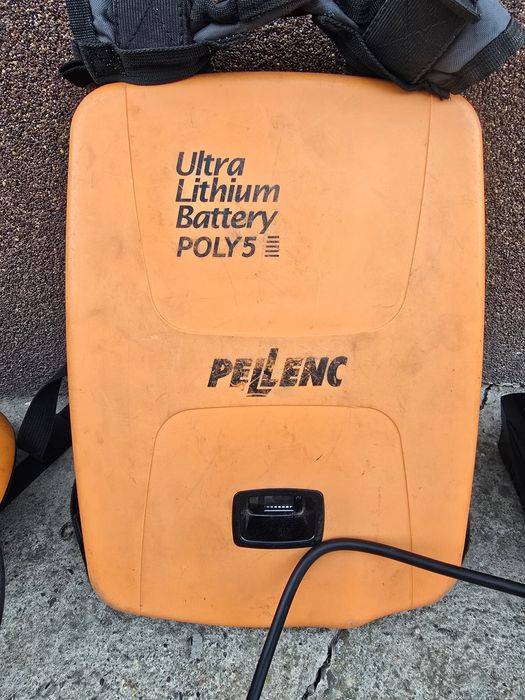 Ultra
Lithium
Battery
POLY5
PELLENC